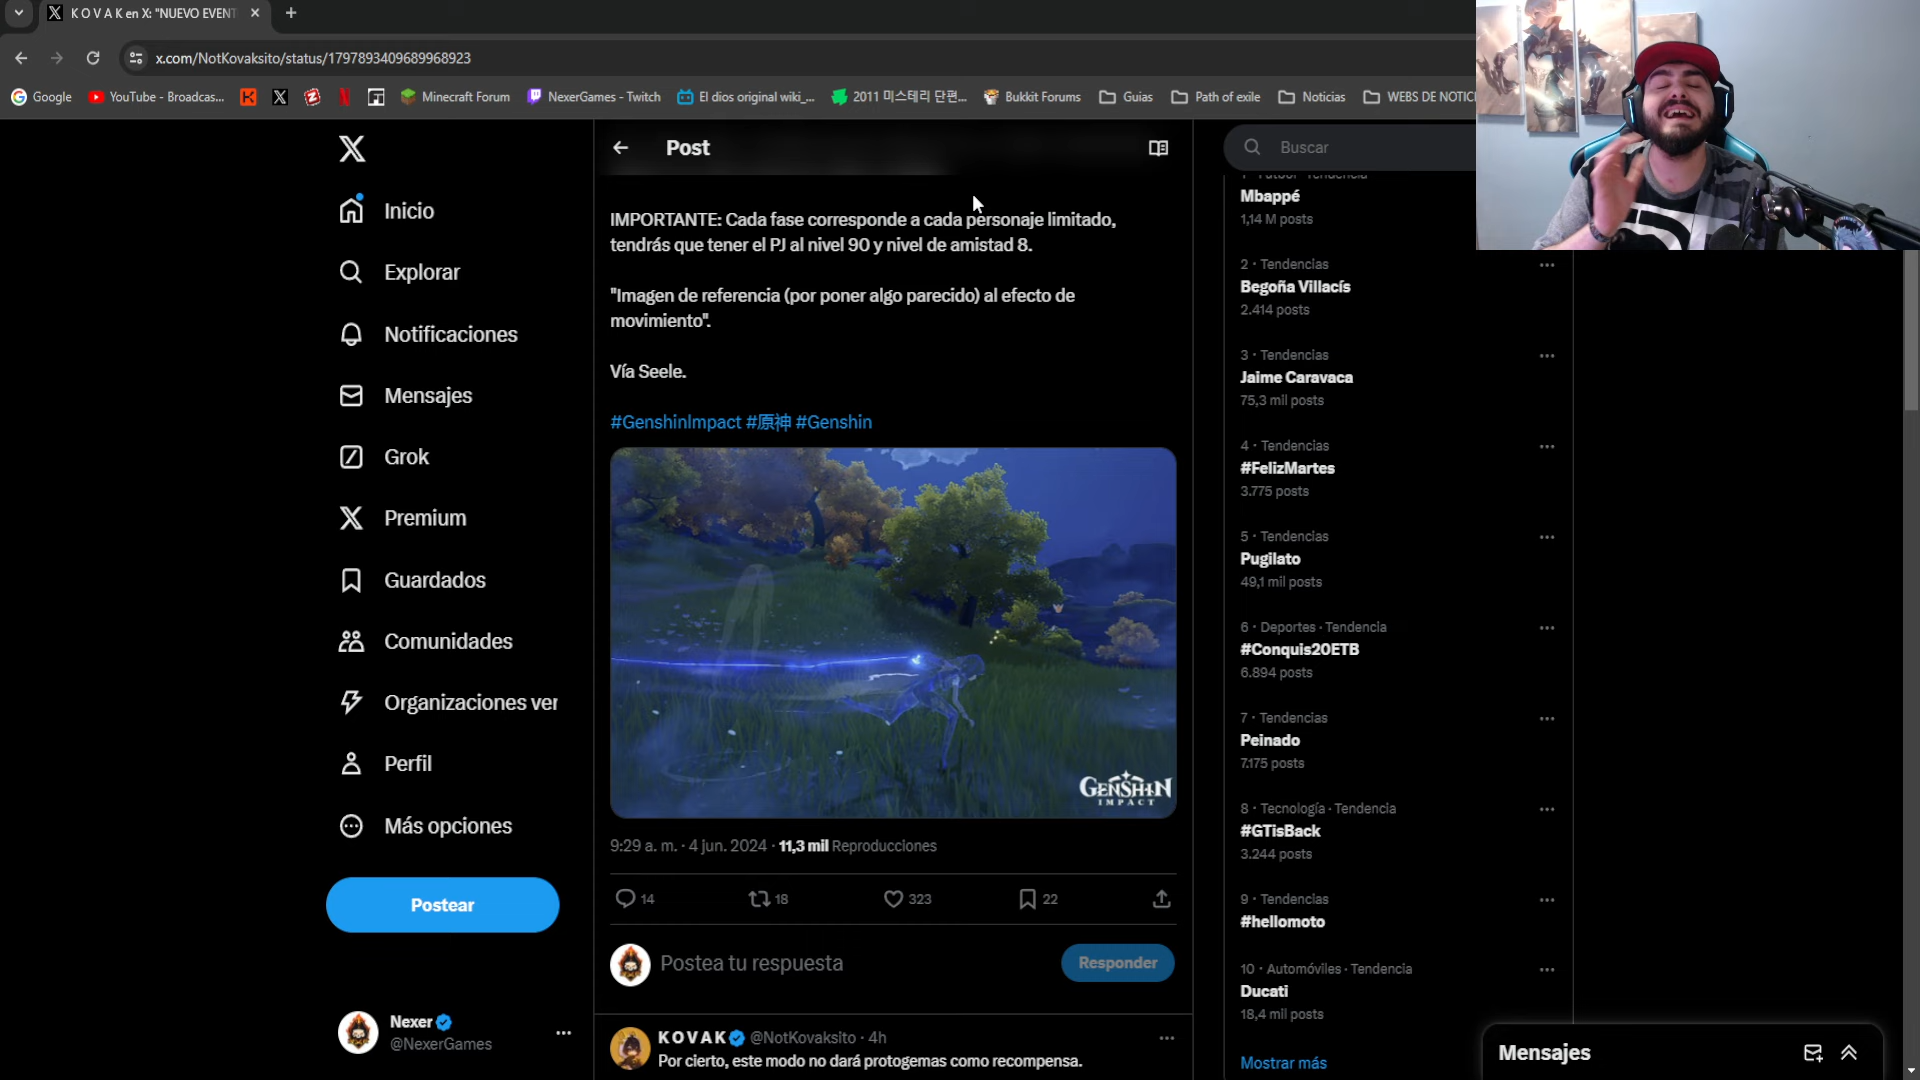 K O V A K en X: "NUEVO EVENT
x.com/NotKovaksito/status/1797893409689968923
Google
YouTube - Broadcas...
Minecraft Forum
NexerGames - Twitch
El dios original wiki_...
2011 미스테리 단편...
Bukkit Forums
Guias
Path of exile
Noticias
WEBS DE NOTICI
Inicio
Explorar
Notificaciones
Mensajes
Grok
Premium
Guardados
Comunidades
Organizaciones ver
Perfil
Más opciones
Postear
Nexer
@NexerGames
Post
IMPORTANTE: Cada fase corresponde a cada personaje limitado,
tendrás que tener el PJ al nivel 90 y nivel de amistad 8.
"Imagen de referencia (por poner algo parecido) al efecto de
movimiento".
Vía Seele.
#GenshinImpact #原神 #Genshin
GENSHIN
IMPACT
9:29 a. m. · 4 jun. 2024 · 11,3 mil Reproducciones
14
18
323
22
Postea tu respuesta
Responder
K O V A K @NotKovaksito · 4h
Por cierto, este modo no dará protogemas como recompensa.
Buscar
1 · Fútbol · Tendencia
Mbappé
1,14 M posts
2 · Tendencias
Begoña Villacís
2.414 posts
3 · Tendencias
Jaime Caravaca
75,3 mil posts
4 · Tendencias
#FelizMartes
3.775 posts
5 · Tendencias
Pugilato
49,1 mil posts
6 · Deportes · Tendencia
#Conquis20ETB
6.894 posts
7 · Tendencias
Peinado
7.175 posts
8 · Tecnología · Tendencia
#GTisBack
3.244 posts
9 · Tendencias
#hellomoto
10 · Automóviles · Tendencia
Ducati
18,4 mil posts
Mostrar más
Mensajes